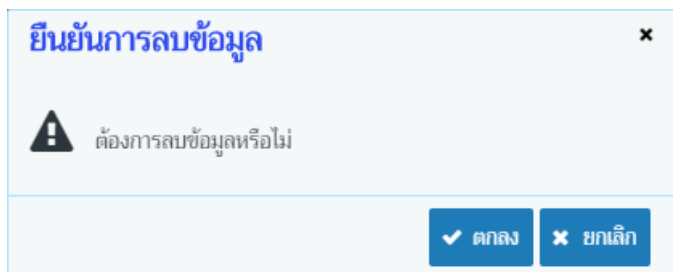 ยืนยันการลบข้อมูล
ต้องการลบข้อมูลหรือไม่
ตกลง ยกเลิก